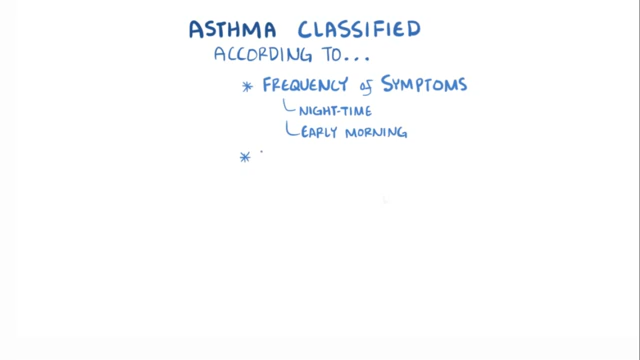 ASTHMA CLASSIFIED
ACCORDING TO...
* FREQUENCY of SYMPTOMS
NIGHT-TIME
EARLY MORNING
*